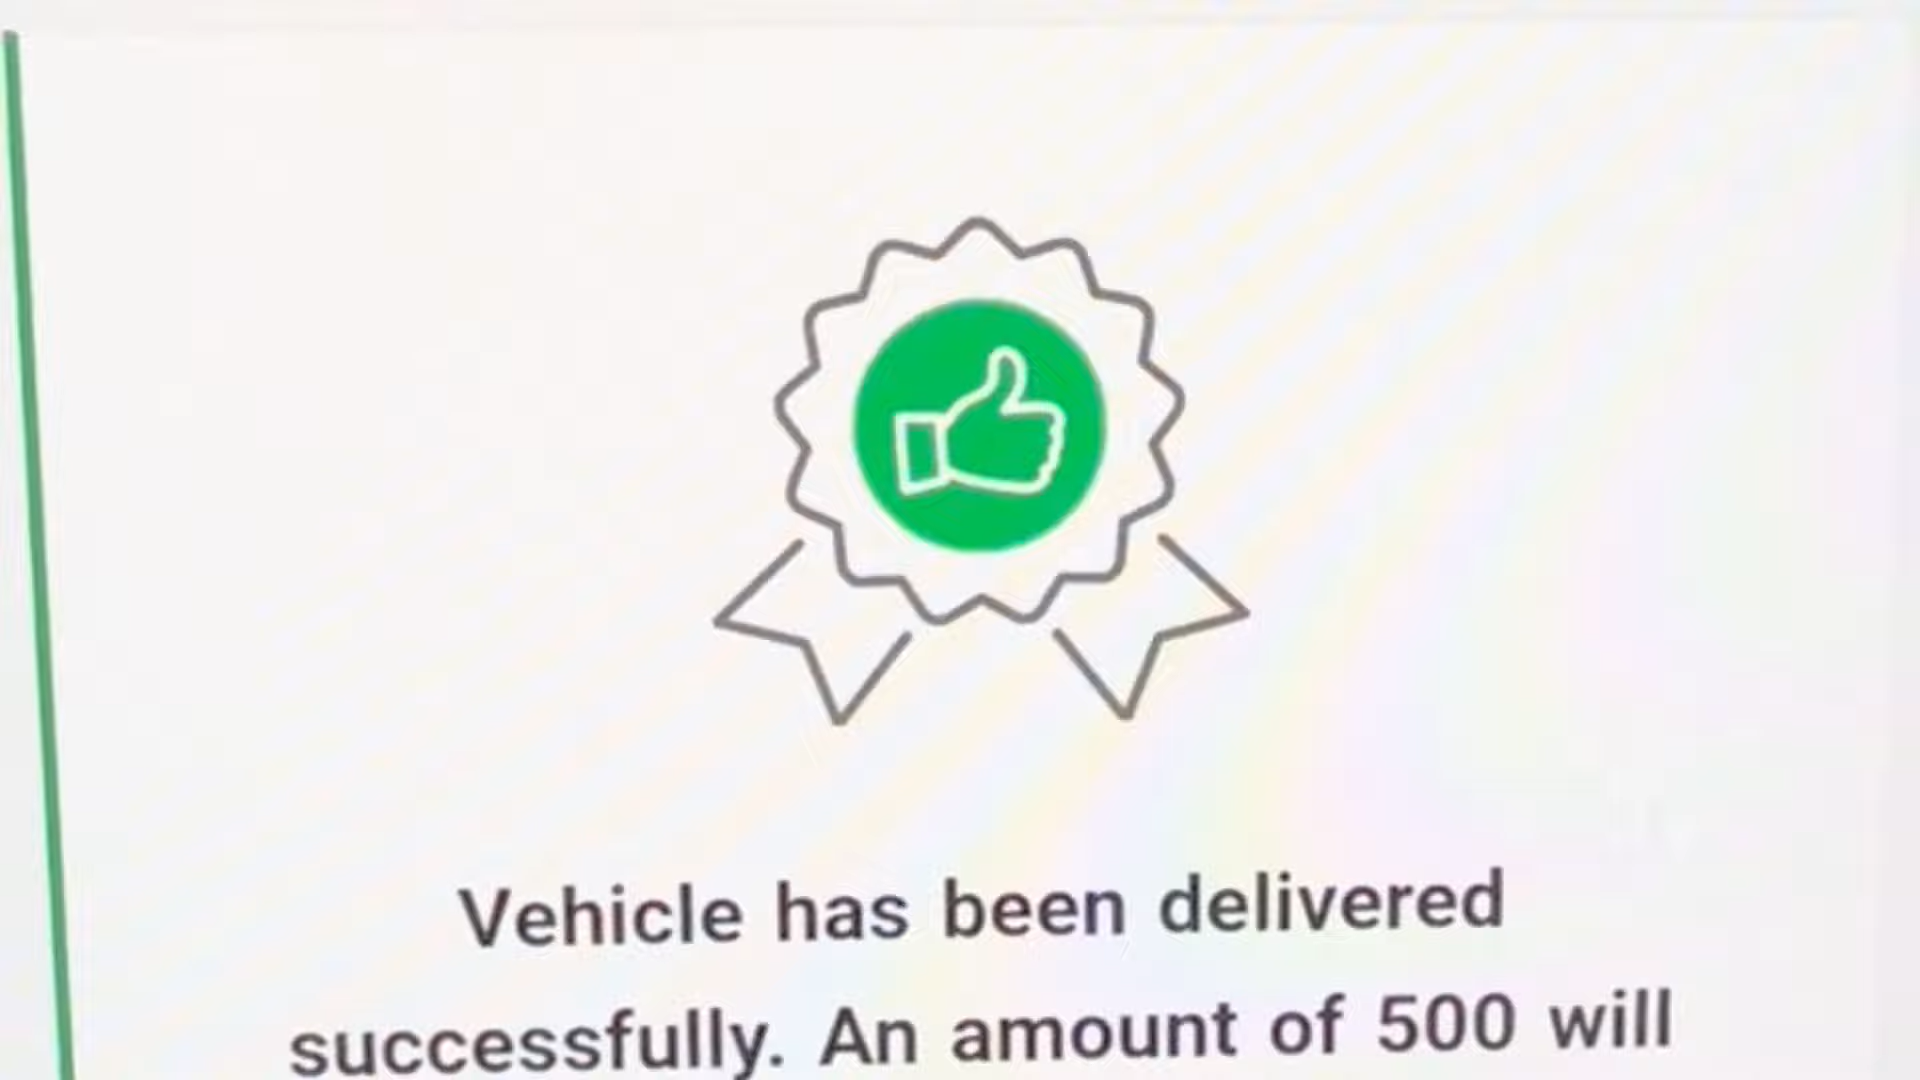 Vehicle has been delivered
successfully. An amount of 500 will